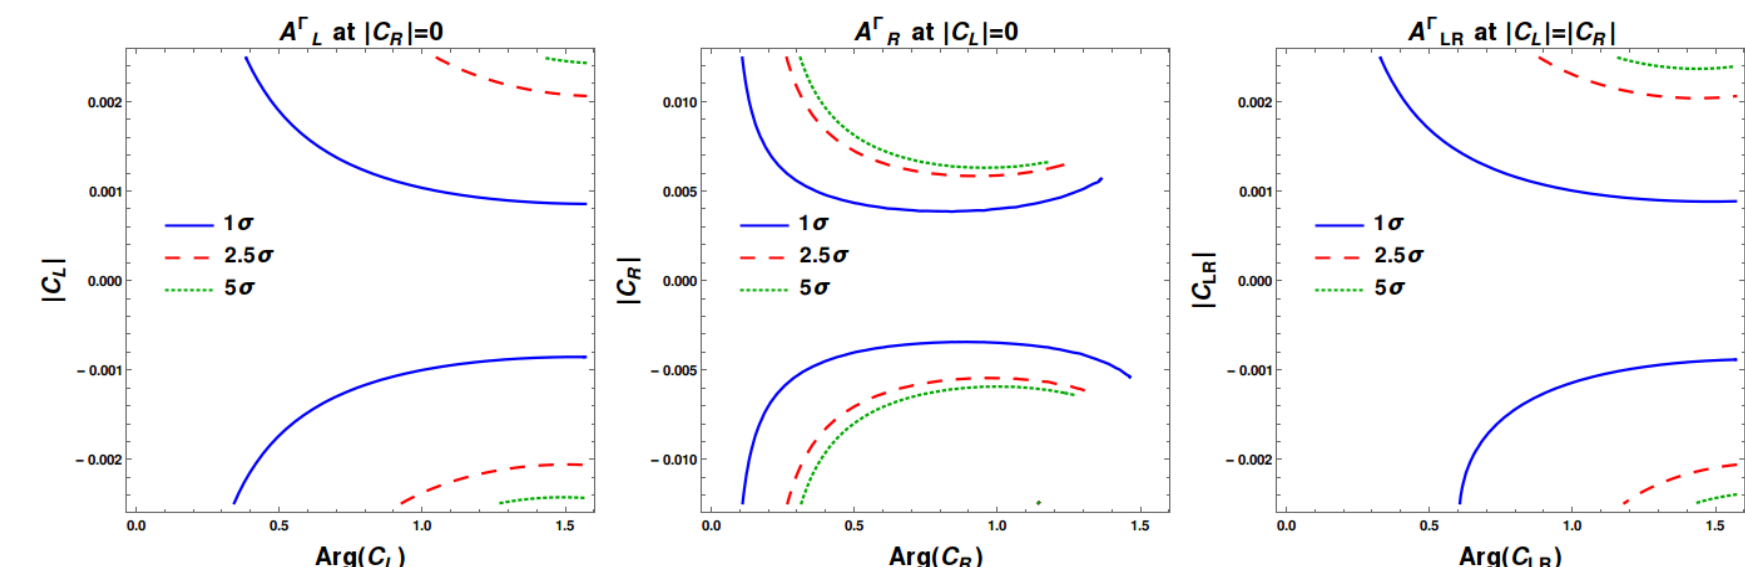 A^Γ_L at |C_R|=0
0.002
0.001
0.000
−0.001
−0.002
|C_L|
1σ
2.5σ
5σ
0.0 0.5 1.0 1.5
Arg(C_L)
A^Γ_R at |C_L|=0
0.010
0.005
0.000
−0.005
−0.010
|C_R|
1σ
2.5σ
5σ
0.0 0.5 1.0 1.5
Arg(C_R)
A^Γ_LR at |C_L|=|C_R|
0.002
0.001
0.000
−0.001
−0.002
|C_LR|
1σ
2.5σ
5σ
0.0 0.5 1.0 1.5
Arg(C_LR)